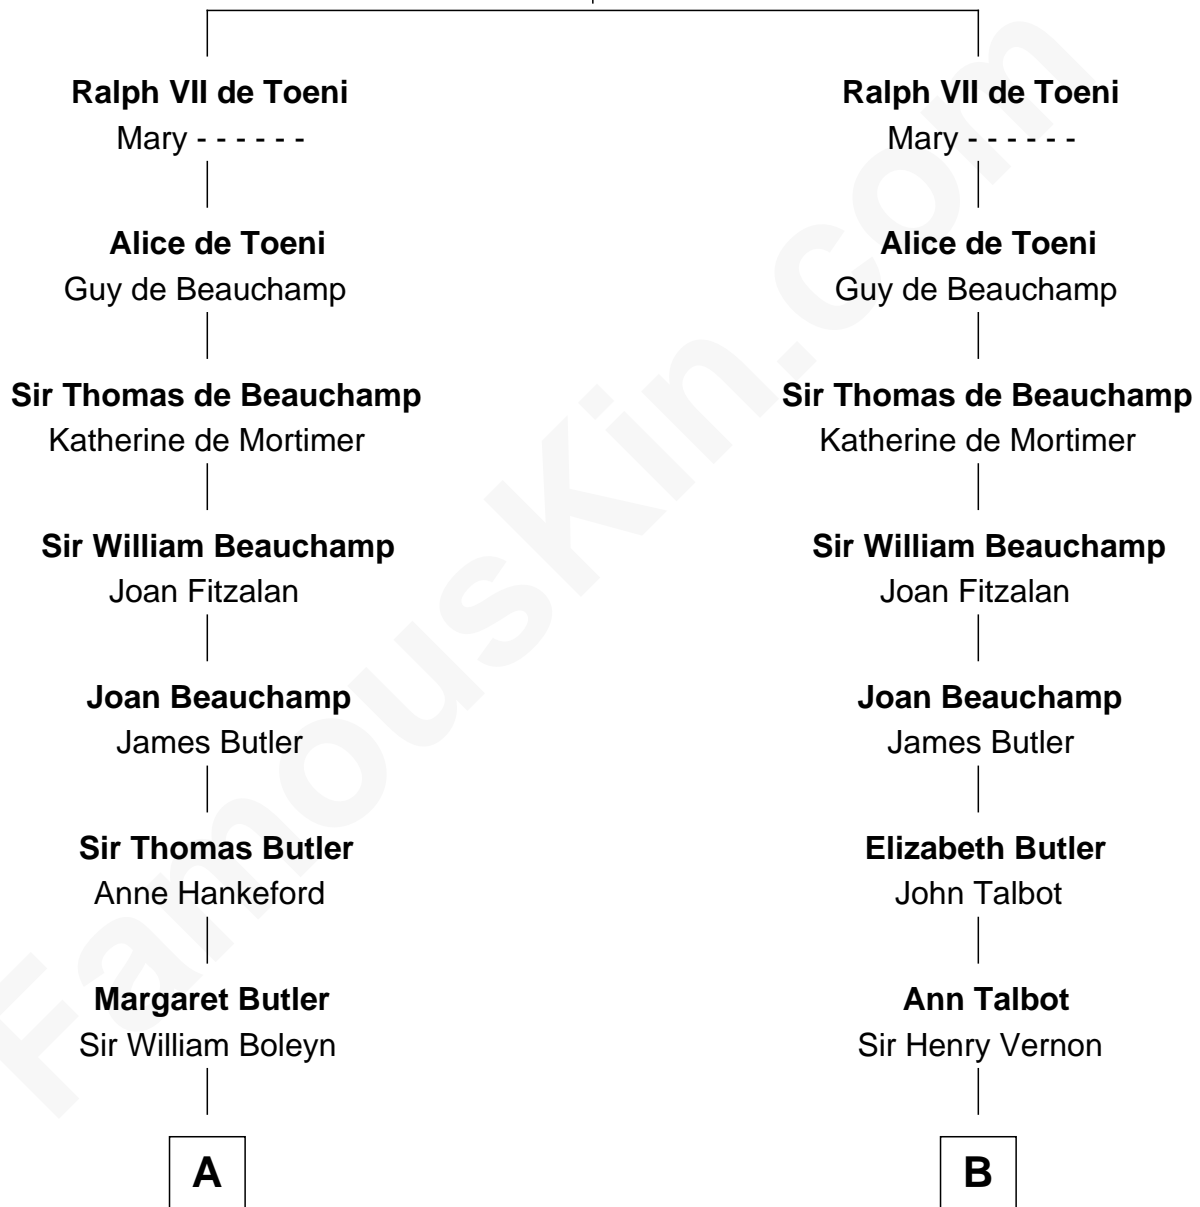 Ralph VII de Toeni
Mary - - - - - -
Alice de Toeni
Guy de Beauchamp
Sir Thomas de Beauchamp
Katherine de Mortimer
Sir William Beauchamp
Joan Fitzalan
Joan Beauchamp
James Butler
Sir Thomas Butler
Anne Hankeford
Margaret Butler
Sir William Boleyn
A
Ralph VII de Toeni
Mary - - - - - -
Alice de Toeni
Guy de Beauchamp
Sir Thomas de Beauchamp
Katherine de Mortimer
Sir William Beauchamp
Joan Fitzalan
Joan Beauchamp
James Butler
Elizabeth Butler
John Talbot
Ann Talbot
Sir Henry Vernon
B
FamousKin.com